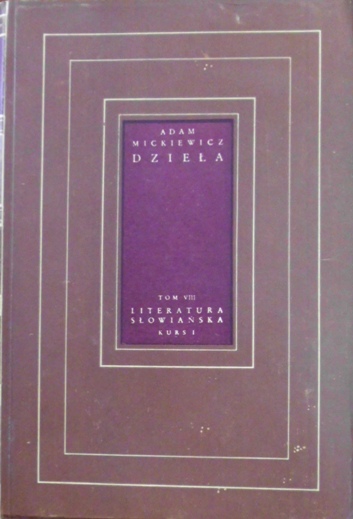 ADAM
MICKIEWICZ
DZIEŁA
TOM VIII
LITERATURA
SŁOWIAŃSKA
KURS I